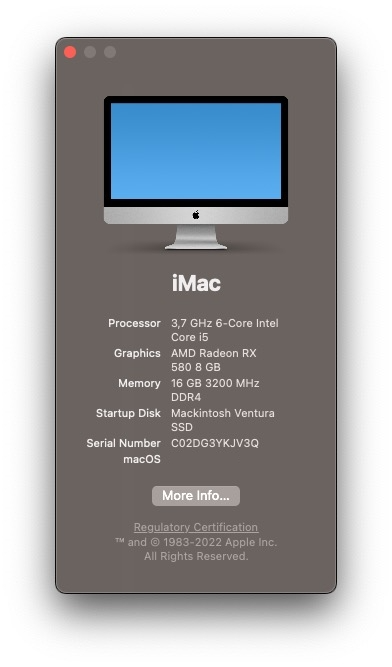 iMac
Processor 3,7 GHz 6-Core Intel
Core i5
Graphics AMD Radeon RX
580 8 GB
Memory 16 GB 3200 MHz
DDR4
Startup Disk Mackintosh Ventura
SSD
Serial Number C02DG3YKJV3Q
macOS
More Info...
Regulatory Certification
™ and © 1983-2022 Apple Inc.
All Rights Reserved.